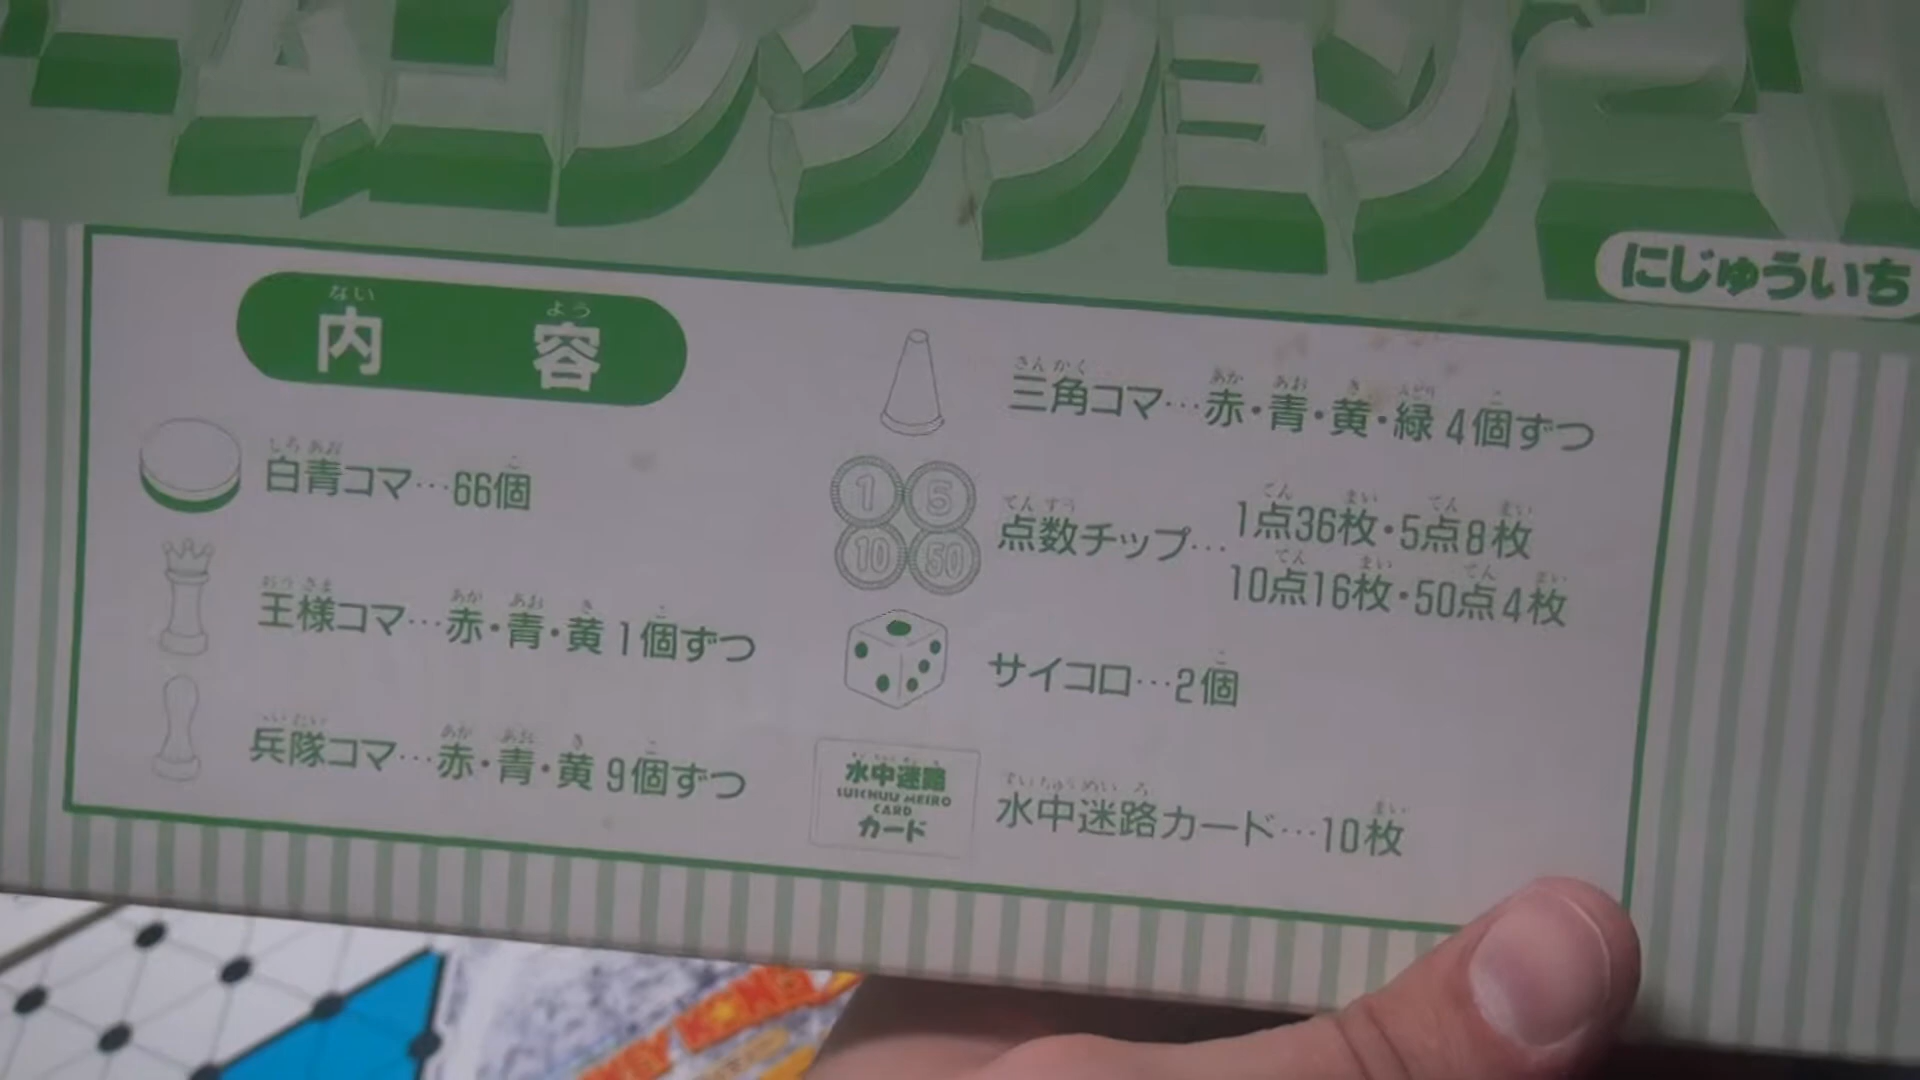 ームコレクション21
にじゅういち
内容
白青コマ…66個
王様コマ…赤・青・黄1個ずつ
兵隊コマ…赤・青・黄9個ずつ
三角コマ…赤・青・黄・緑4個ずつ
1 5
10 50
点数チップ…1点36枚・5点8枚
10点16枚・50点4枚
サイコロ…2個
水中迷路
SUICHUU MEIRO
CARD
カード
水中迷路カード…10枚